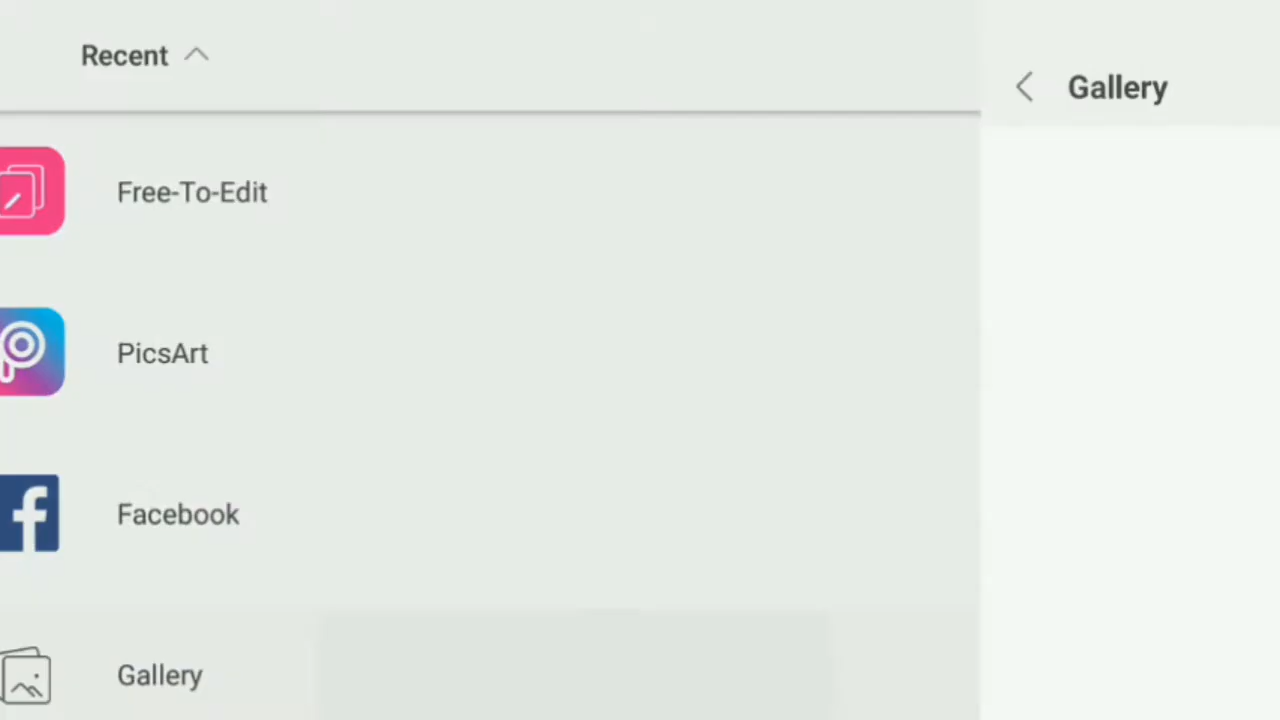 Recent
Gallery
Free-To-Edit
PicsArt
Facebook
Gallery